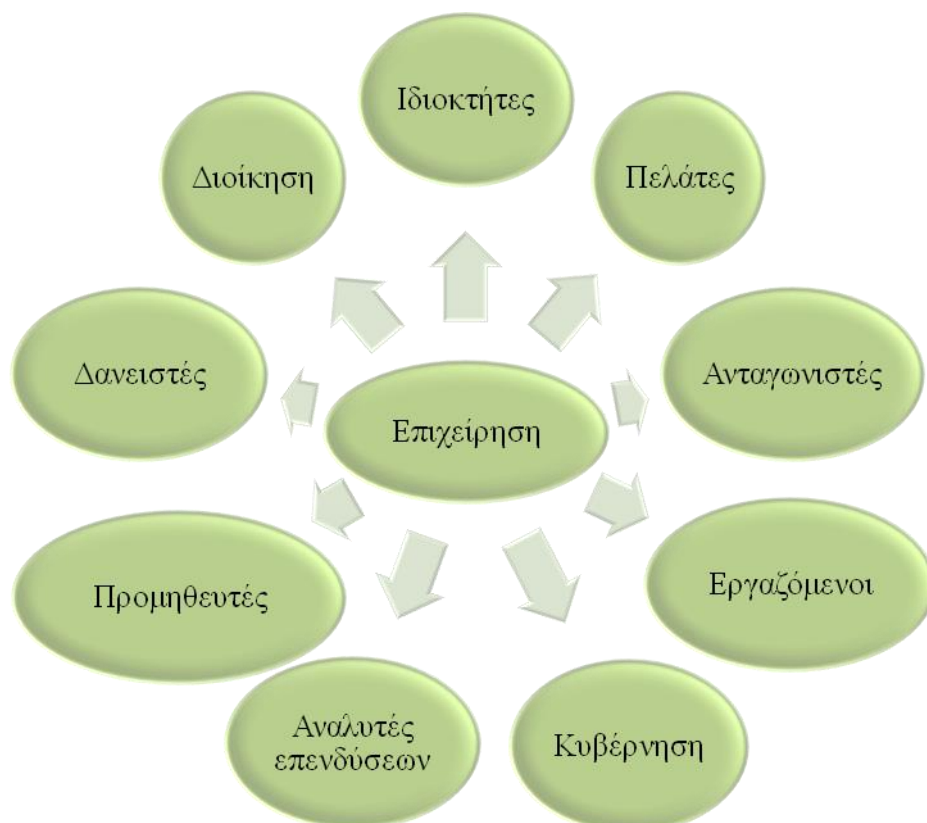 Ιδιοκτήτες
Διοίκηση
Πελάτες
Δανειστές
Ανταγωνιστές
Επιχείρηση
Προμηθευτές
Εργαζόμενοι
Αναλυτές
επενδύσεων
Κυβέρνηση